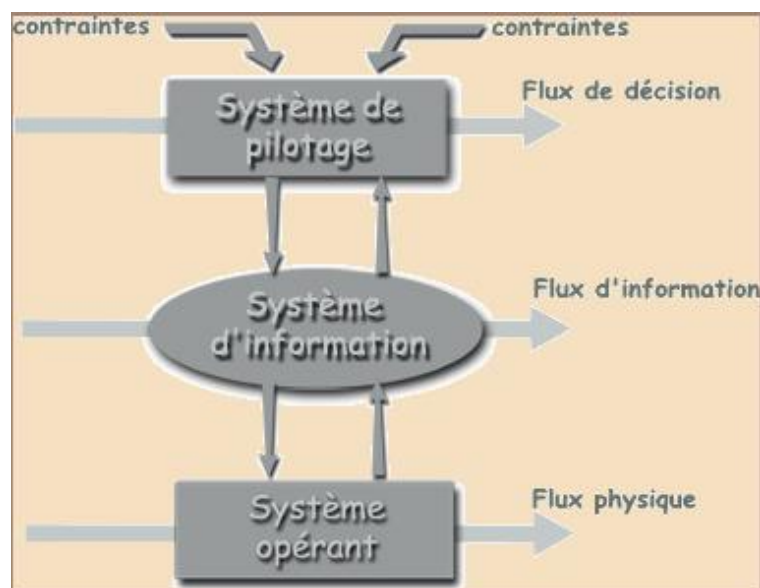 contraintes
contraintes
Système de
pilotage
Flux de décision
Système
d'information
Flux d'information
Système
opérant
Flux physique